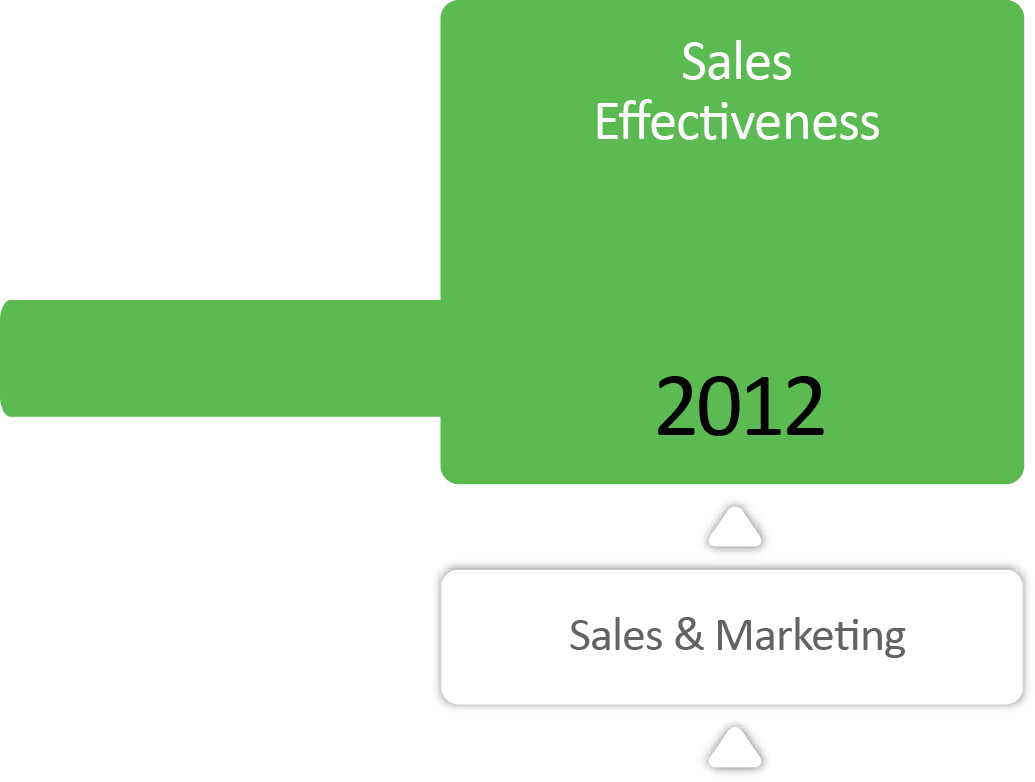 Sales
Effectiveness
2012
Sales & Marketing